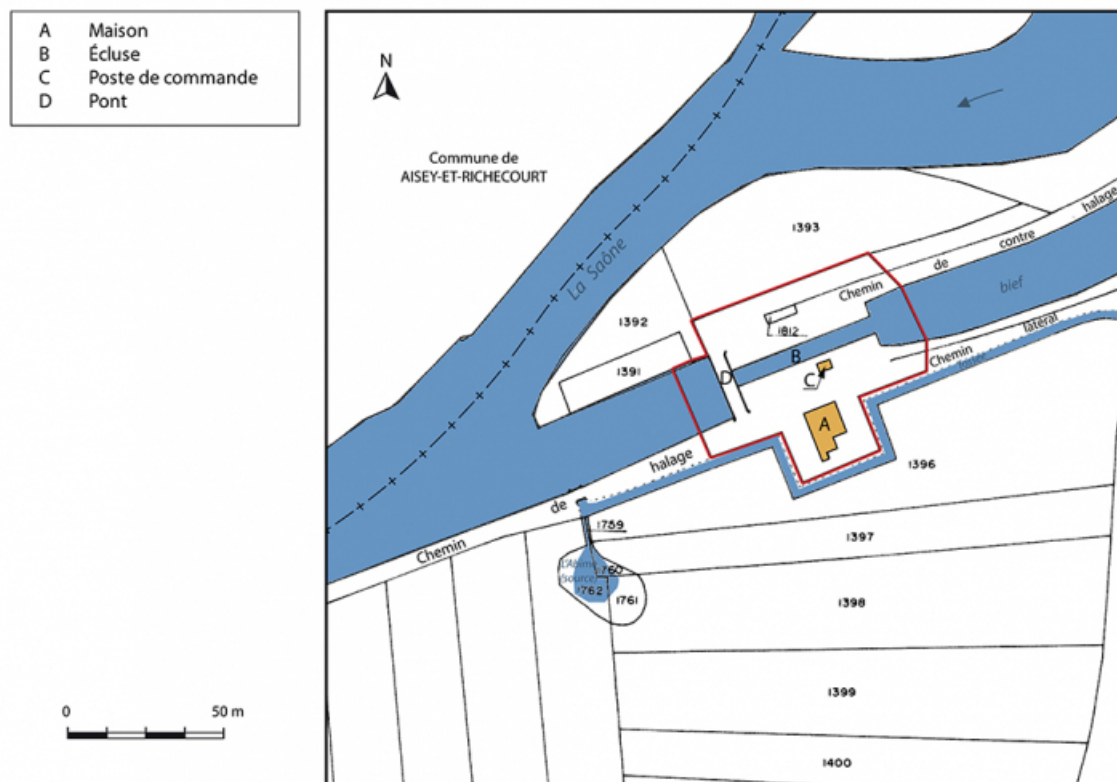 A Maison
B Écluse
C Poste de commande
D Pont
N
Commune de
AISEY-ET-RICHECOURT
La Saône
1393
Chemin de contre halage
bief
1392
1812
1391
B
D
C
Chemin latéral
A
1396
Chemin de halage
1759
1397
L'Abîme
(source)
1760
1762
1761
1398
1399
1400
0 50 m